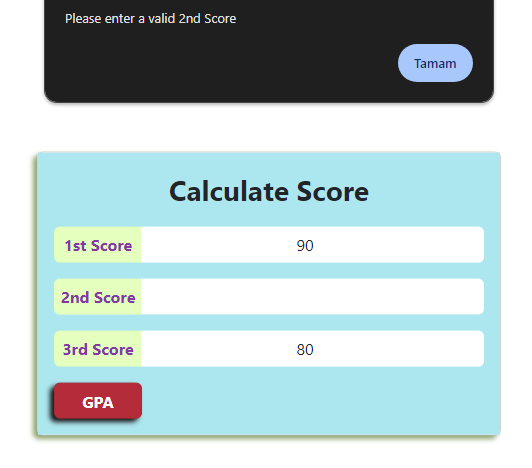 Please enter a valid 2nd Score
Tamam
Calculate Score
1st Score 90
2nd Score
3rd Score 80
GPA